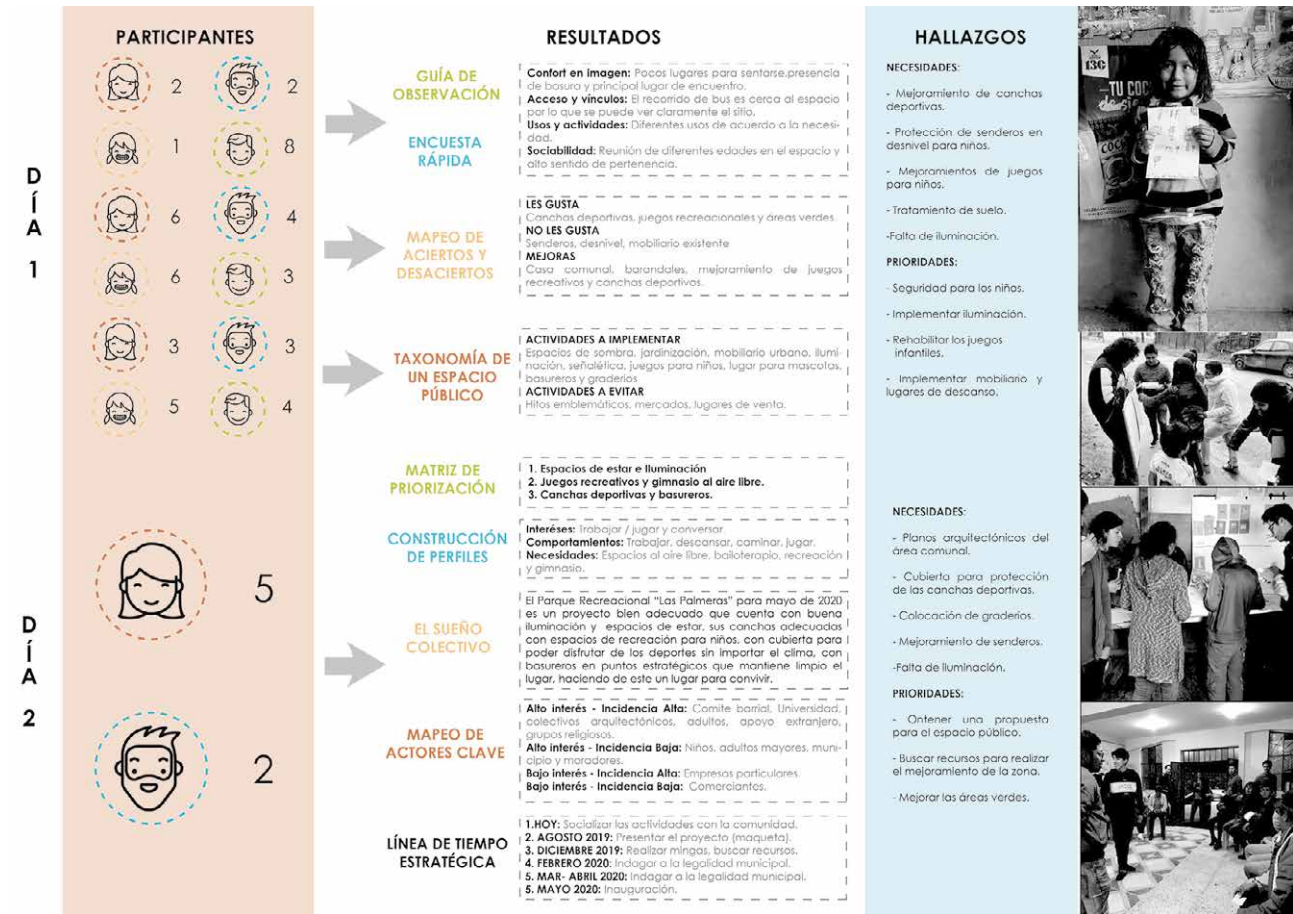 PARTICIPANTES
DÍA 1
2
2
1
8
6
4
6
3
3
3
5
4
DÍA 2
5
2
RESULTADOS
GUÍA DE
OBSERVACIÓN
ENCUESTA
RÁPIDA
Confort en imagen: Pocos lugares para sentarse,presencia
de basura y principal lugar de encuentro.
Acceso y vínculos: El recorrido de bus es cerca al espacio
por lo que se puede ver claramente el sitio.
Usos y actividades: Diferentes usos de acuerdo a la necesi-
dad.
Sociabilidad: Reunión de diferentes edades en el espacio y
alto sentido de pertenencia.
MAPEO DE
ACIERTOS Y
DESACIERTOS
LES GUSTA
Canchas deportivas, juegos recreacionales y áreas verdes.
NO LES GUSTA
Senderos, desnivel, mobiliario existente
MEJORAS
Casa comunal, barandales, mejoramiento de juegos
recreativos y canchas deportivas.
TAXONOMÍA DE
UN ESPACIO
PÚBLICO
ACTIVIDADES A IMPLEMENTAR
Espacios de sombra, jardinización, mobiliario urbano, ilumi-
nación, señalética, juegos para niños, lugar para mascotas,
basureros y graderios
ACTIVIDADES A EVITAR
Hitos emblemáticos, mercados, lugares de venta.
MATRIZ DE
PRIORIZACIÓN
1. Espacios de estar e Iluminación
2. Juegos recreativos y gimnasio al aire libre.
3. Canchas deportivas y basureros.
CONSTRUCCIÓN
DE PERFILES
Interéses: Trabajar / jugar y conversar.
Comportamientos: Trabajar, descansar, caminar, jugar.
Necesidades: Espacios al aire libre, bailoterapia, recreación
y gimnasio.
EL SUEÑO
COLECTIVO
El Parque Recreacional "Las Palmeras" para mayo de 2020
es un proyecto bien adecuado que cuenta con buena
iluminación y espacios de estar, sus canchas adecuadas
con espacios de recreación para niños, con cubierta para
poder disfrutar de los deportes sin importar el clima, con
basureros en puntos estratégicos que mantiene limpio el
lugar, haciendo de este un lugar para convivir.
MAPEO DE
ACTORES CLAVE
Alto interés - Incidencia Alta: Comite barrial, Universidad,
colectivos arquitectónicos, adultos, apoyo extranjero,
grupos religiosos.
Alto interés - Incidencia Baja: Niños, adultos mayores, muni-
cipio y moradores.
Bajo interés - Incidencia Alta: Empresas particulares.
Bajo interés - Incidencia Baja: Comerciantes.
LÍNEA DE TIEMPO
ESTRATÉGICA
1.HOY: Socializar las actividades con la comunidad.
2. AGOSTO 2019: Presentar el proyecto (maqueta).
3. DICIEMBRE 2019: Realizar mingas, buscar recursos.
4. FEBRERO 2020: Indagar a la legalidad municipal.
5. MAR- ABRIL 2020: Indagar a la legalidad municipal.
5. MAYO 2020: Inauguración.
HALLAZGOS
NECESIDADES:
- Mejoramiento de canchas
deportivas.
- Protección de senderos en
desnivel para niños.
- Mejoramientos de juegos
para niños.
- Tratamiento de suelo.
-Falta de iluminación.
PRIORIDADES:
- Seguridad para los niños.
- Implementar iluminación.
- Rehabilitar los juegos
infantiles.
- Implementar mobiliario y
lugares de descanso.
NECESIDADES:
- Planos arquitectónicos del
área comunal.
- Cubierta para protección
de las canchas deportivas.
- Colocación de graderios.
- Mejoramiento de senderos.
-Falta de iluminación.
PRIORIDADES:
- Ontener una propuesta
para el espacio público.
- Buscar recursos para realizar
el mejoramiento de la zona.
- Mejorar las áreas verdes.
136
-TU COC